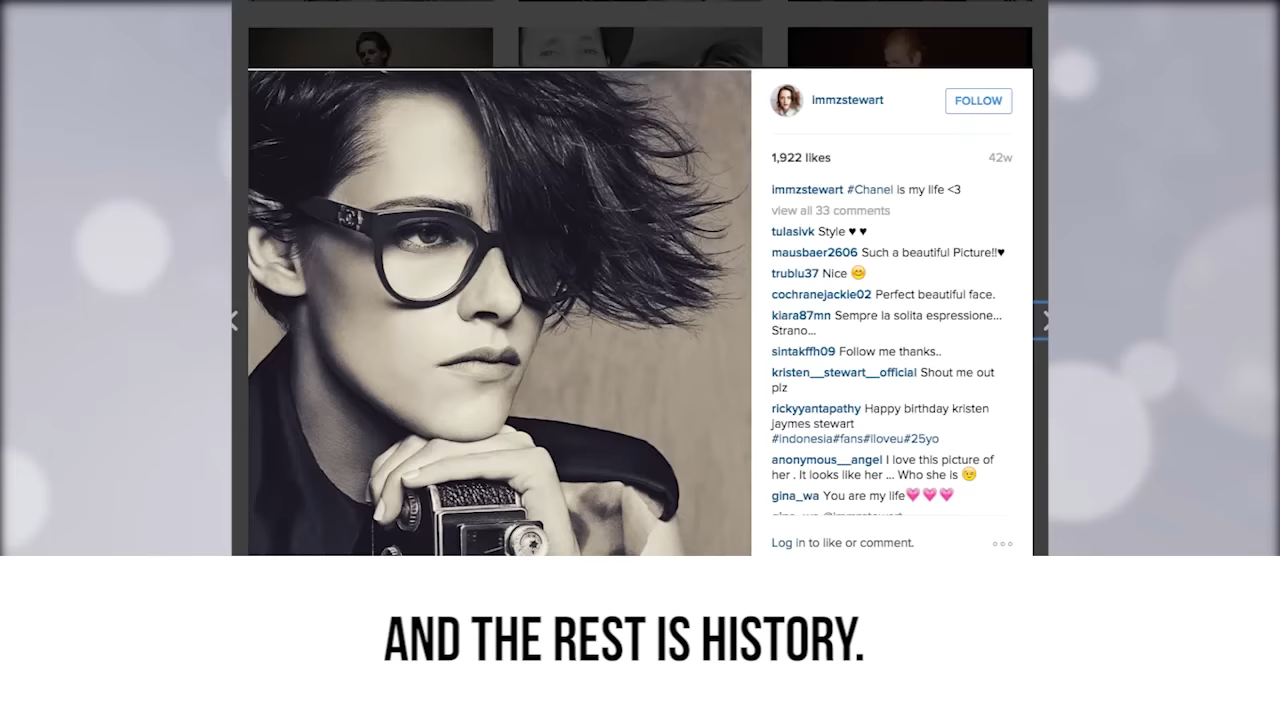 immzstewart
FOLLOW
1,922 likes
42w
immzstewart #Chanel is my life <3
view all 33 comments
tulasivk Style ♥ ♥
mausbaer2606 Such a beautiful Picture!!♥
trublu37 Nice 😊
cochranejackie02 Perfect beautiful face.
kiara87mn Sempre la solita espressione...
Strano...
sintakffh09 Follow me thanks..
kristen__stewart__official Shout me out
plz
rickyyantapathy Happy birthday kristen
jaymes stewart
#indonesia#fans#iloveu#25yo
anonymous__angel I love this picture of
her . It looks like her ... Who she is 😉
gina_wa You are my life💗💗💗
Log in to like or comment.
AND THE REST IS HISTORY.